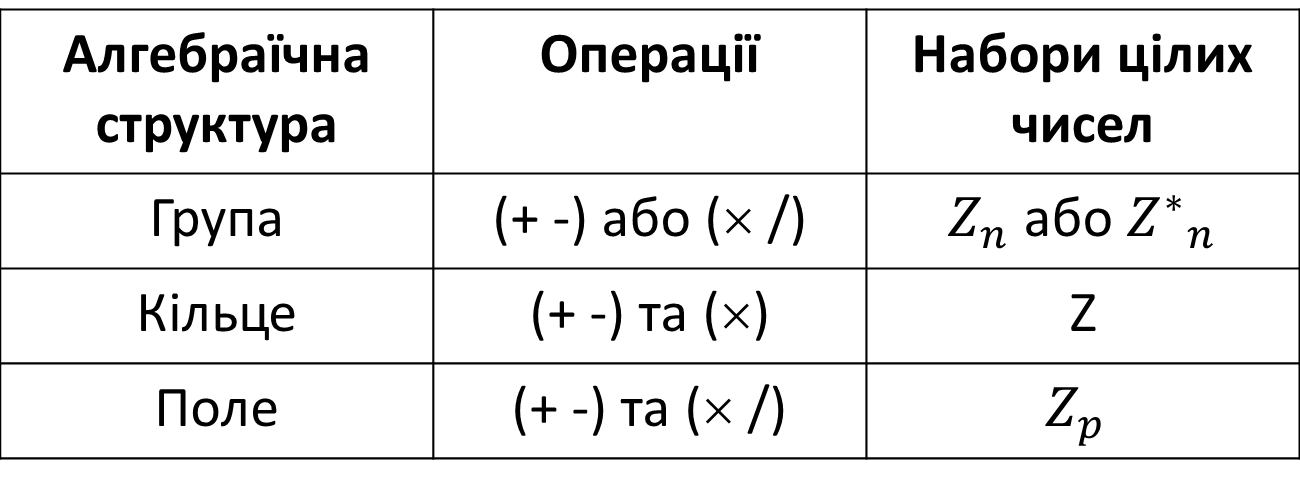 Алгебраїчна структура Операції Набори цілих чисел
Група (+ -) або (× /) Zₙ або Z*ₙ
Кільце (+ -) та (×) Z
Поле (+ -) та (× /) Zₚ